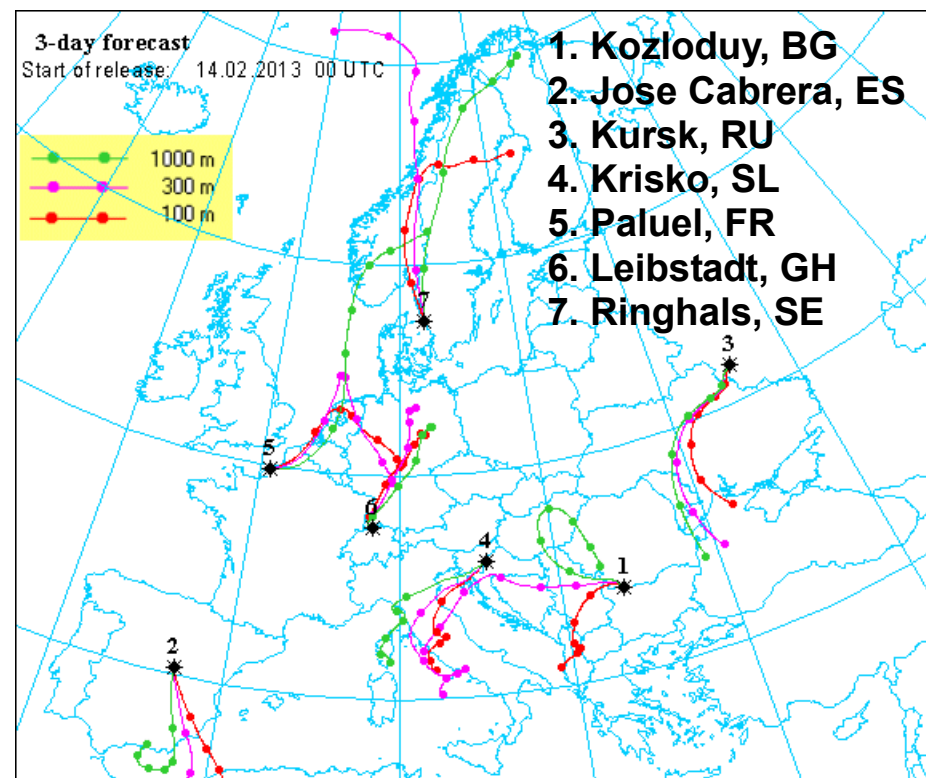 3-day forecast
Start of release: 14.02.2013 00 UTC
1000 m
300 m
100 m
1. Kozloduy, BG
2. Jose Cabrera, ES
3. Kursk, RU
4. Krisko, SL
5. Paluel, FR
6. Leibstadt, GH
7. Ringhals, SE
7
3
5
6
4
1
2